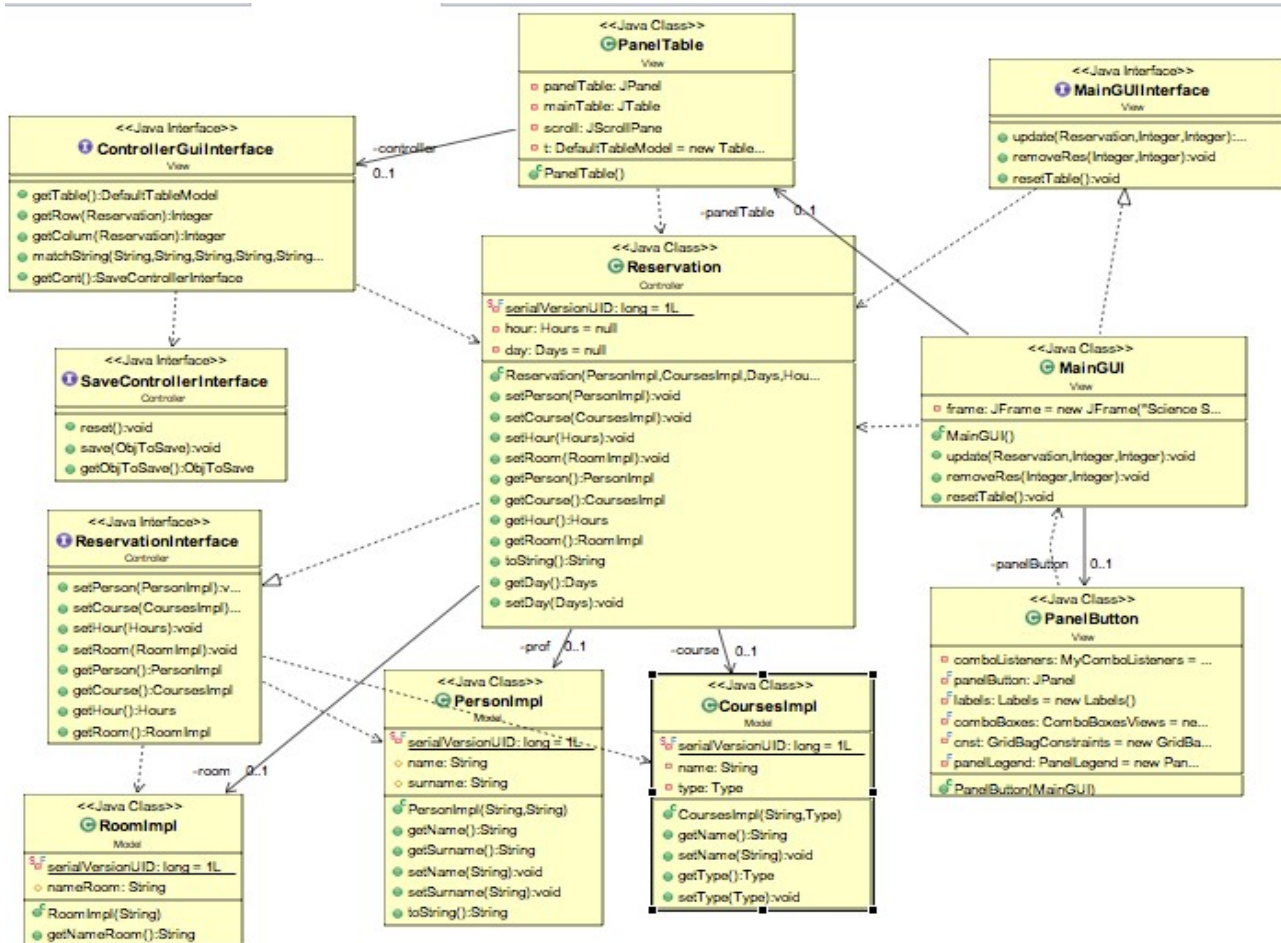 <<Java Class>>
PanelTable
View
panelTable: JPanel
mainTable: JTable
scroll: JScrollPane
t: DefaultTableModel = new Table...
PanelTable()
<<Java Interface>>
MainGUIInterface
View
update(Reservation,Integer,Integer):...
removeRes(Integer,Integer):void
resetTable():void
<<Java Interface>>
ControllerGuiInterface
View
getTable():DefaultTableModel
getRow(Reservation):Integer
getColum(Reservation):Integer
matchString(String,String,String,String,String...
getCont():SaveControllerInterface
-controller
0..1
-panelTable 0..1
<<Java Class>>
Reservation
Controller
serialVersionUID: long = 1L
hour: Hours = null
day: Days = null
Reservation(PersonImpl,CoursesImpl,Days,Hou...
setPerson(PersonImpl):void
setCourse(CoursesImpl):void
setHour(Hours):void
setRoom(RoomImpl):void
getPerson():PersonImpl
getCourse():CoursesImpl
getHour():Hours
getRoom():RoomImpl
toString():String
getDay():Days
setDay(Days):void
<<Java Interface>>
SaveControllerInterface
Controller
reset():void
save(ObjToSave):void
getObjToSave():ObjToSave
<<Java Class>>
MainGUI
View
frame: JFrame = new JFrame("Science S...
MainGUI()
update(Reservation,Integer,Integer):void
removeRes(Integer,Integer):void
resetTable():void
<<Java Interface>>
ReservationInterface
Controller
setPerson(PersonImpl):v...
setCourse(CoursesImpl)...
setHour(Hours):void
setRoom(RoomImpl):void
getPerson():PersonImpl
getCourse():CoursesImpl
getHour():Hours
getRoom():RoomImpl
-panelButton 0..1
<<Java Class>>
PanelButton
View
comboListeners: MyComboListeners = ...
panelButton: JPanel
labels: Labels = new Labels()
comboBoxes: ComboBoxesViews = ne...
cnst: GridBagConstraints = new GridBa...
panelLegend: PanelLegend = new Pan...
PanelButton(MainGUI)
-prof 0..1
-course 0..1
<<Java Class>>
PersonImpl
Model
serialVersionUID: long = 1L
name: String
surname: String
PersonImpl(String,String)
getName():String
getSurname():String
setName(String):void
setSurname(String):void
toString():String
<<Java Class>>
CoursesImpl
Model
serialVersionUID: long = 1L
name: String
type: Type
CoursesImpl(String,Type)
getName():String
setName(String):void
getType():Type
setType(Type):void
-room 0..1
<<Java Class>>
RoomImpl
Model
serialVersionUID: long = 1L
nameRoom: String
RoomImpl(String)
getNameRoom():String